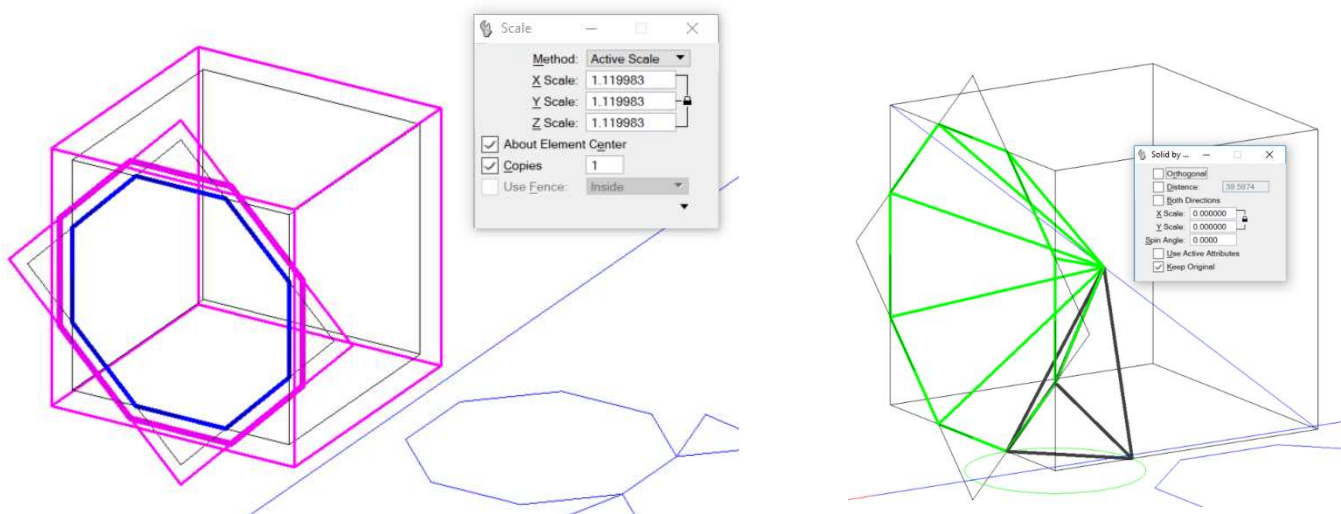 Scale
Method: Active Scale
X Scale: 1.119983
Y Scale: 1.119983
Z Scale: 1.119983
About Element Center
Copies 1
Use Fence: Inside
Solid by ...
Orthogonal
Distance: 39.5974
Both Directions
X Scale: 0.000000
Y Scale: 0.000000
Spin Angle: 0.0000
Use Active Attributes
Keep Original